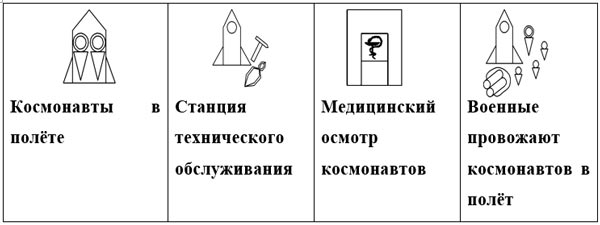 Космонавты в
полёте
Станция
технического
обслуживания
Медицинский
осмотр
космонавтов
Военные
провожают
космонавтов в
полёт